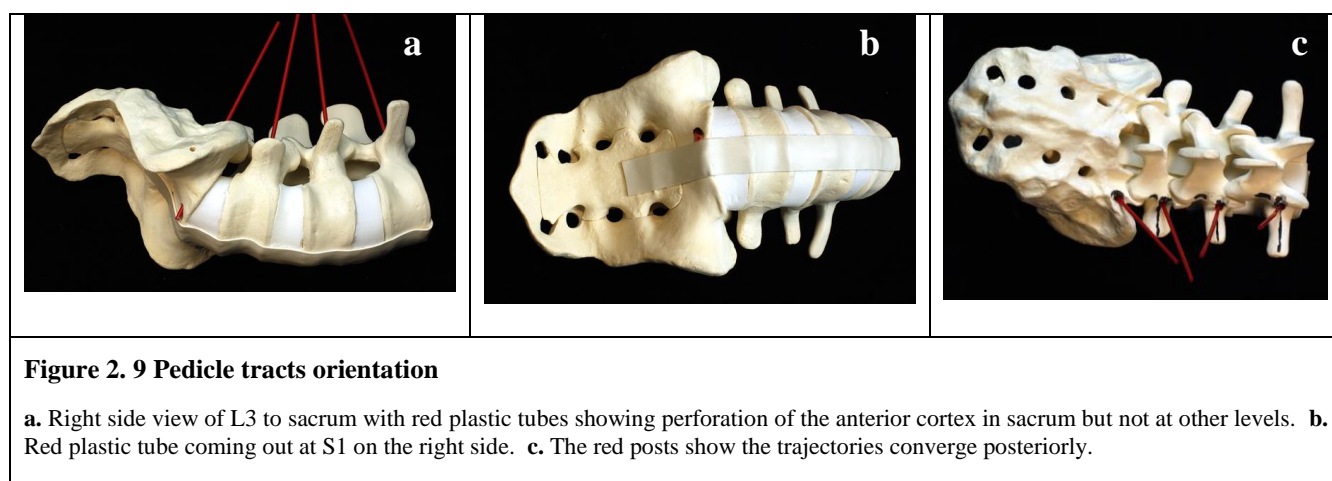 a
b
c
Figure 2. 9 Pedicle tracts orientation
a. Right side view of L3 to sacrum with red plastic tubes showing perforation of the anterior cortex in sacrum but not at other levels.  b.
Red plastic tube coming out at S1 on the right side.  c. The red posts show the trajectories converge posteriorly.